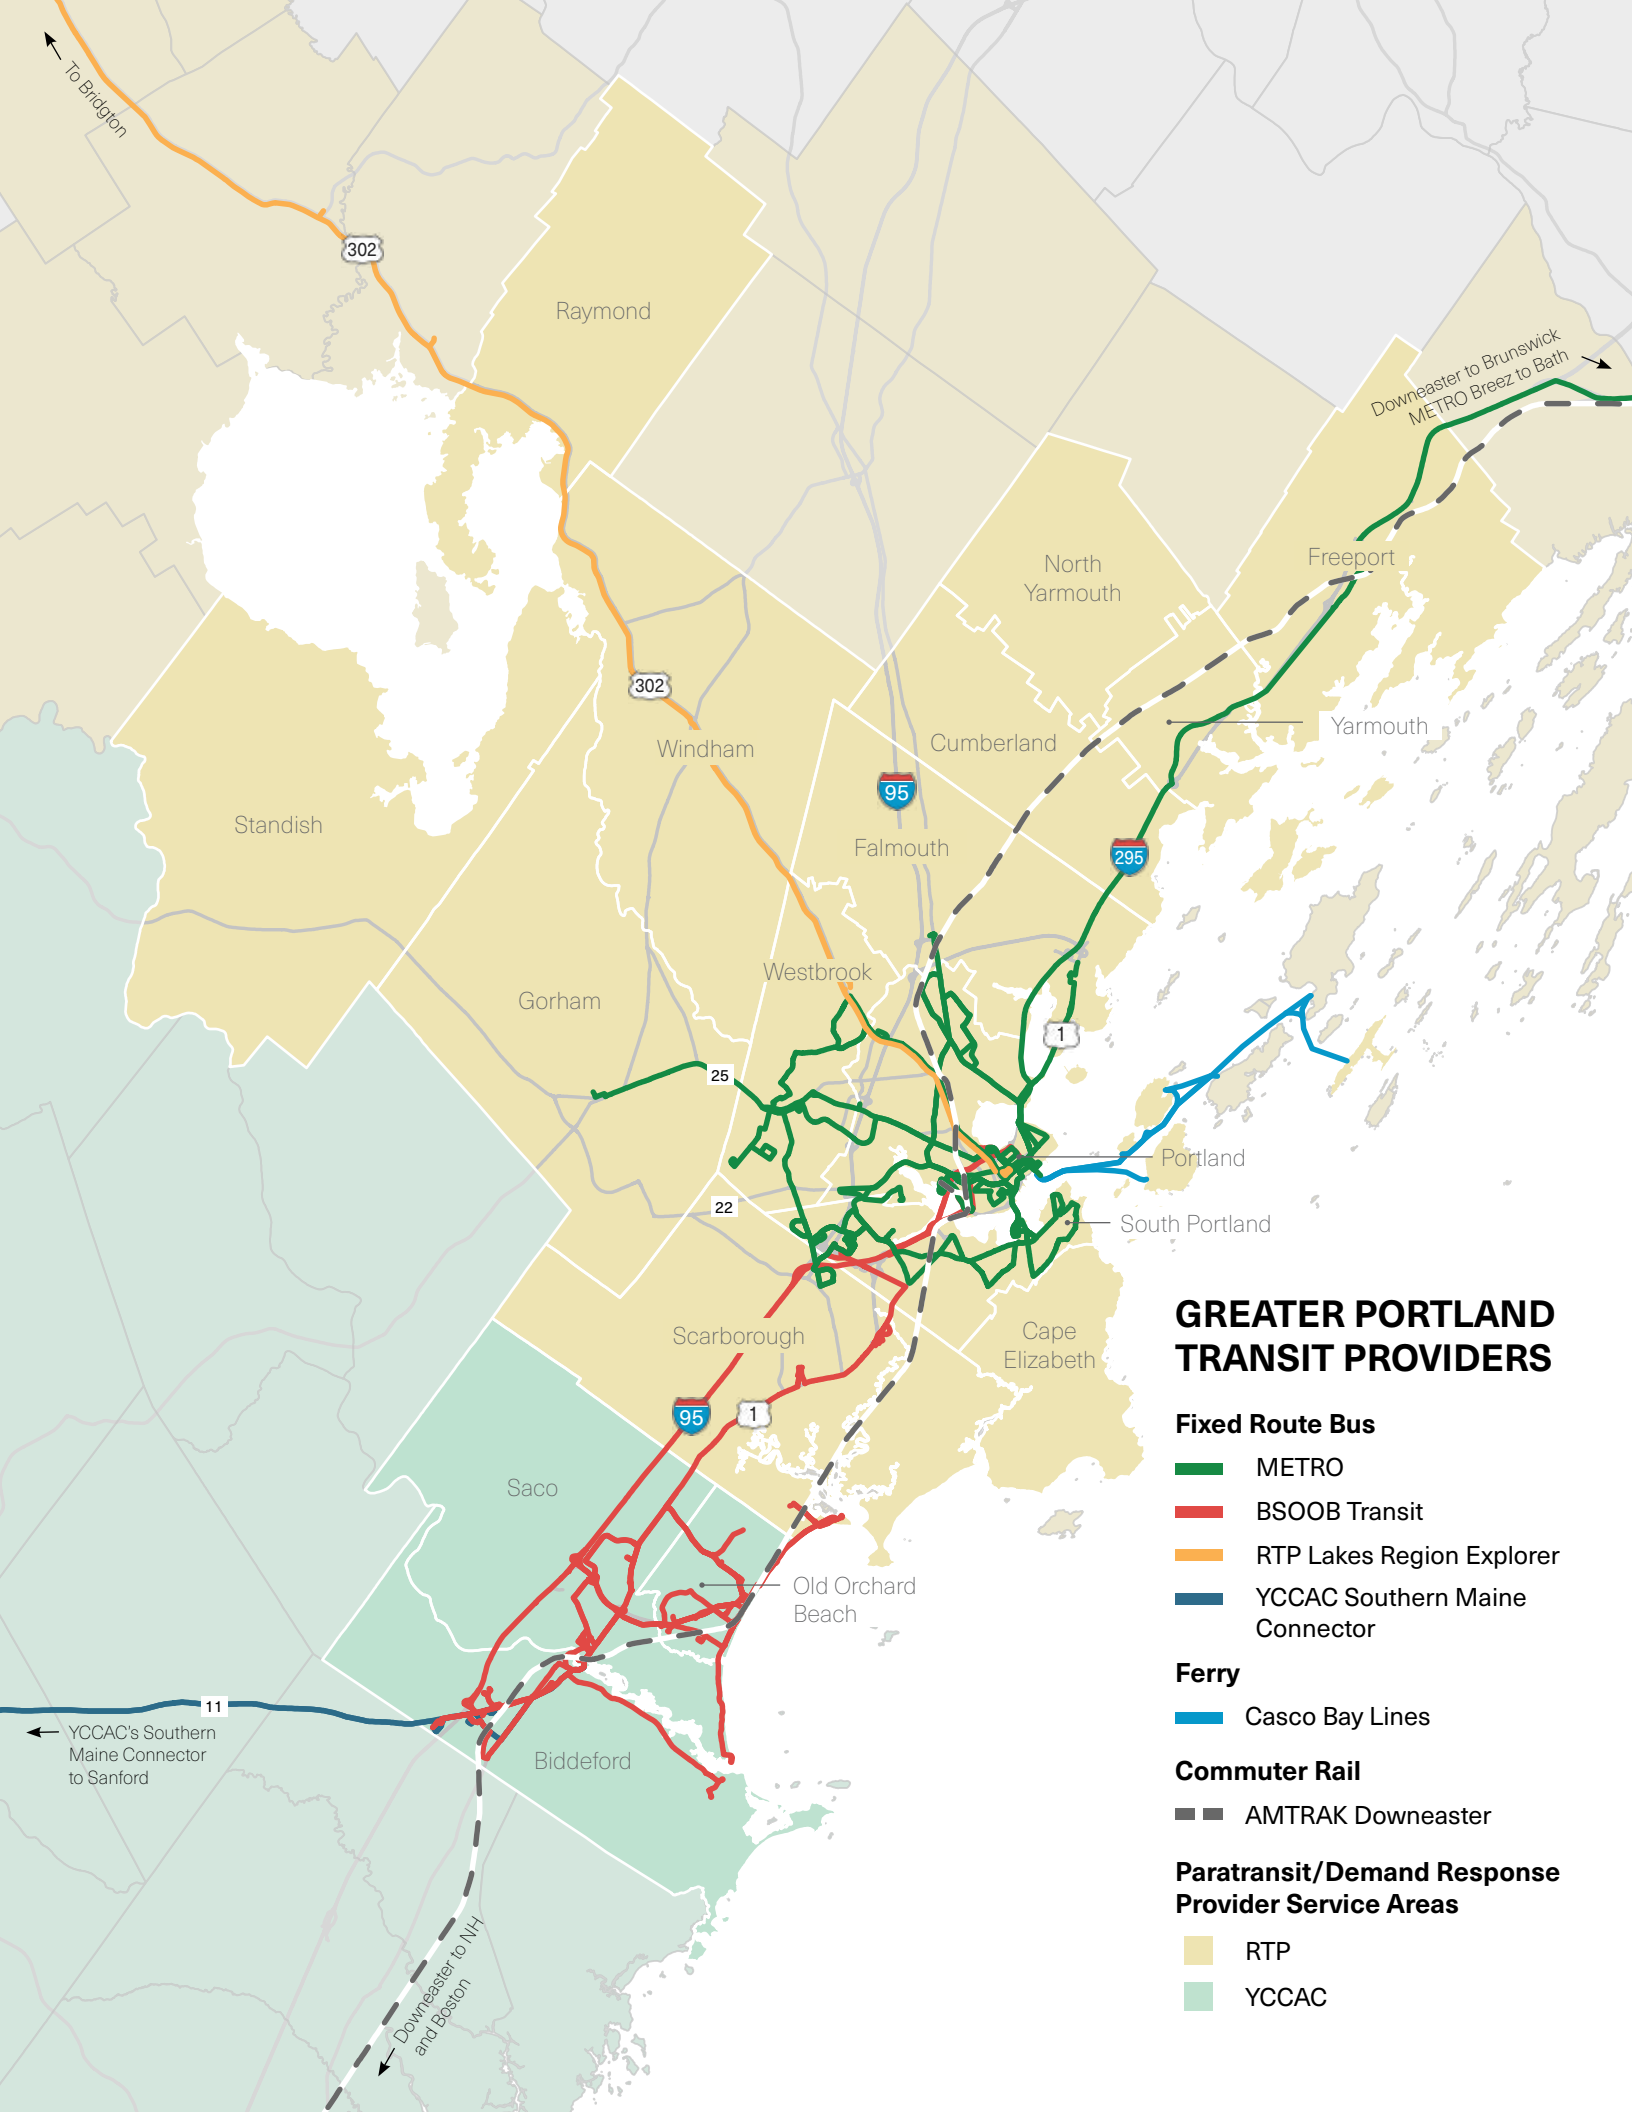 To Bridgton
302
Raymond
Downeaster to Brunswick
METRO Breez to Bath
North
Yarmouth
Freeport
302
Windham
Cumberland
Yarmouth
95
Standish
Falmouth
295
Westbrook
Gorham
1
25
Portland
22
South Portland
Scarborough
Cape
Elizabeth
95
1
Saco
Old Orchard
Beach
11
YCCAC's Southern
Maine Connector
to Sanford
Biddeford
Downeaster to NH
and Boston
GREATER PORTLAND
TRANSIT PROVIDERS
Fixed Route Bus
METRO
BSOOB Transit
RTP Lakes Region Explorer
YCCAC Southern Maine
Connector
Ferry
Casco Bay Lines
Commuter Rail
AMTRAK Downeaster
Paratransit/Demand Response
Provider Service Areas
RTP
YCCAC